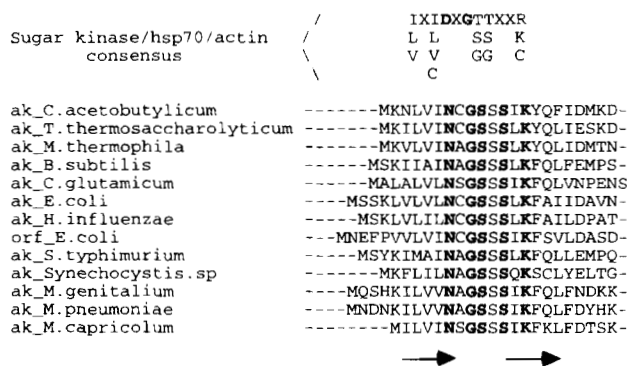 / IXIDXGTTXXR
Sugar kinase/hsp70/actin / L L SS K
consensus \ V V GG C
\ C
ak_C.acetobutylicum -------MKNLVINCGSSSIKYQFIDMKD-
ak_T.thermosaccharolyticum -------MKILVINCGSSSLKYQLIESKD-
ak_M.thermophila -------MKVLVINAGSSSLKYQLIDMTN-
ak_B.subtilis ------MSKIIAINAGSSSLKFQLFEMPS-
ak_C.glutamicum ------MALALVLNSGSSSIKFQLVNPENS
ak_E.coli ----MSSKLVLVLNCGSSSLKFAIIDAVN-
ak_H.influenzae -----MSKLVLILNCGSSSLKFAILDPAT-
orf_E.coli ---MNEFPVVLVINCGSSSIKFSVLDASD-
ak_S.typhimurium -----MSYKIMAINAGSSSLKFQLLEMPQ-
ak_Synechocystis.sp -------MKFLILNAGSSSQKSCLYELTG-
ak_M.genitalium ----MQSHKILVVNAGSSSIKFQLFNDKK-
ak_M.pneumoniae ----MNDNKILVVNAGSSSIKFQLFDYHK-
ak_M.capricolum --------MILVINSGSSSIKFKLFDTSK-